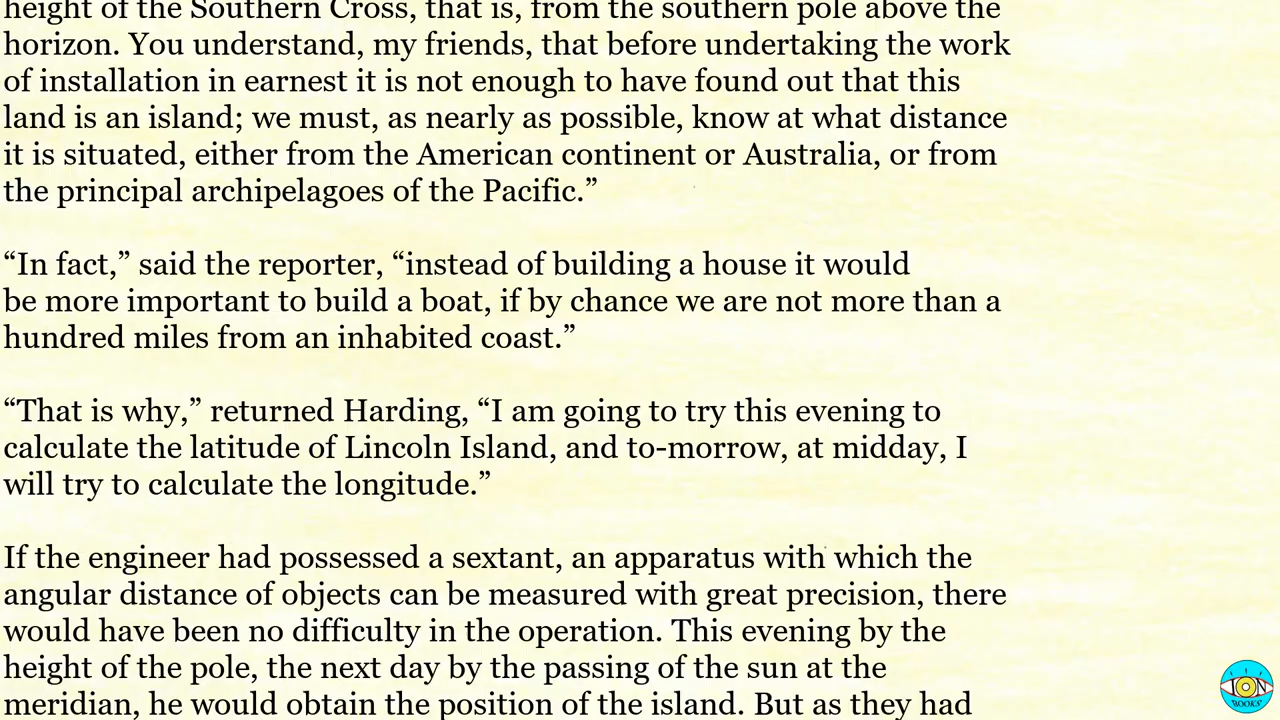 height of the Southern Cross, that is, from the southern pole above the
horizon. You understand, my friends, that before undertaking the work
of installation in earnest it is not enough to have found out that this
land is an island; we must, as nearly as possible, know at what distance
it is situated, either from the American continent or Australia, or from
the principal archipelagoes of the Pacific.”
“In fact,” said the reporter, “instead of building a house it would
be more important to build a boat, if by chance we are not more than a
hundred miles from an inhabited coast.”
“That is why,” returned Harding, “I am going to try this evening to
calculate the latitude of Lincoln Island, and to-morrow, at midday, I
will try to calculate the longitude.”
If the engineer had possessed a sextant, an apparatus with which the
angular distance of objects can be measured with great precision, there
would have been no difficulty in the operation. This evening by the
height of the pole, the next day by the passing of the sun at the
meridian, he would obtain the position of the island. But as they had
ION
BOOKS